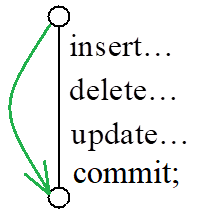 insert…
delete…
update…
commit;